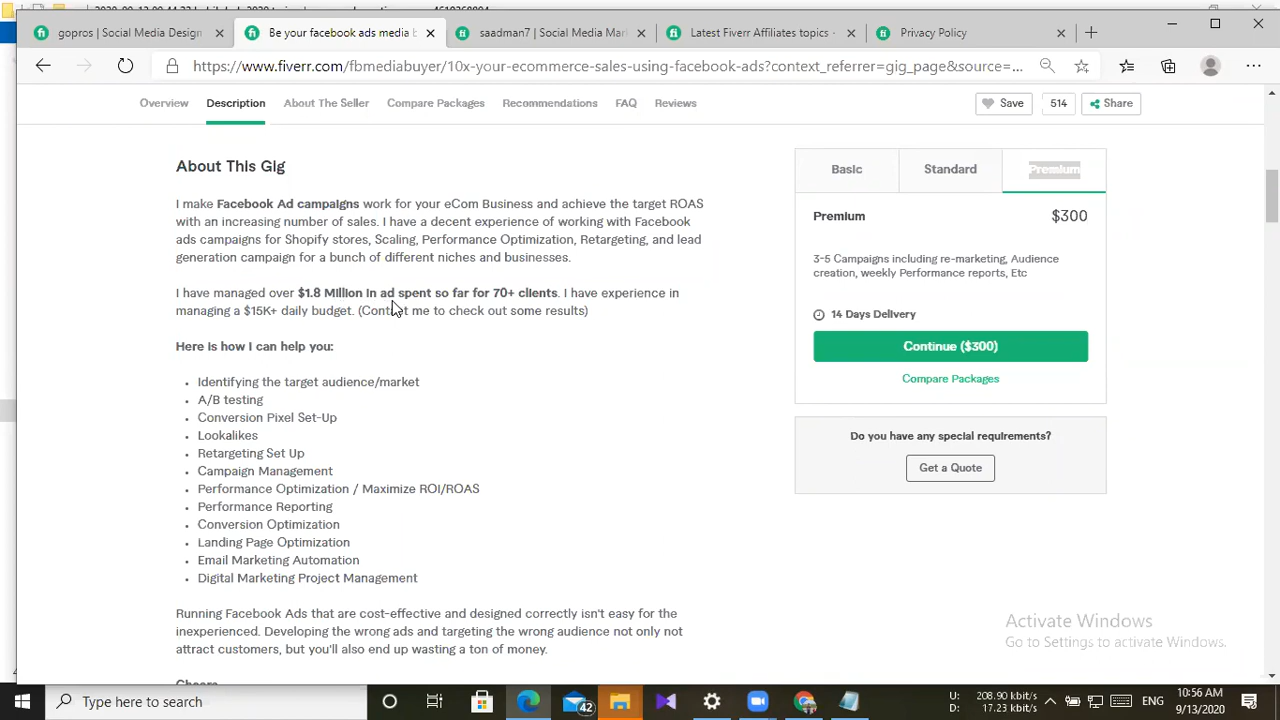 gopros | Social Media Design
Be your facebook ads media b
saadman7 | Social Media Mar
Latest Fiverr Affiliates topics -
Privacy Policy
https://www.fiverr.com/fbmediabuyer/10x-your-ecommerce-sales-using-facebook-ads?context_referrer=gig_page&source=...
Overview
Description
About The Seller
Compare Packages
Recommendations
FAQ
Reviews
Save
514
Share
About This Gig
I make Facebook Ad campaigns work for your eCom Business and achieve the target ROAS
with an increasing number of sales. I have a decent experience of working with Facebook
ads campaigns for Shopify stores, Scaling, Performance Optimization, Retargeting, and lead
generation campaign for a bunch of different niches and businesses.
I have managed over $1.8 Million in ad spent so far for 70+ clients. I have experience in
managing a $15K+ daily budget. (Contact me to check out some results)
Here is how I can help you:
Identifying the target audience/market
A/B testing
Conversion Pixel Set-Up
Lookalikes
Retargeting Set Up
Campaign Management
Performance Optimization / Maximize ROI/ROAS
Performance Reporting
Conversion Optimization
Landing Page Optimization
Email Marketing Automation
Digital Marketing Project Management
Running Facebook Ads that are cost-effective and designed correctly isn't easy for the
inexperienced. Developing the wrong ads and targeting the wrong audience not only not
attract customers, but you'll also end up wasting a ton of money.
Cheers
Basic
Standard
Premium
Premium
$300
3-5 Campaigns including re-marketing, Audience
creation, weekly Performance reports, Etc
14 Days Delivery
Continue ($300)
Compare Packages
Do you have any special requirements?
Get a Quote
Activate Windows
Go to Settings to activate Windows.
Type here to search
42
U: 208.90 kbit/s
D: 17.23 kbit/s
ENG
10:56 AM
9/13/2020